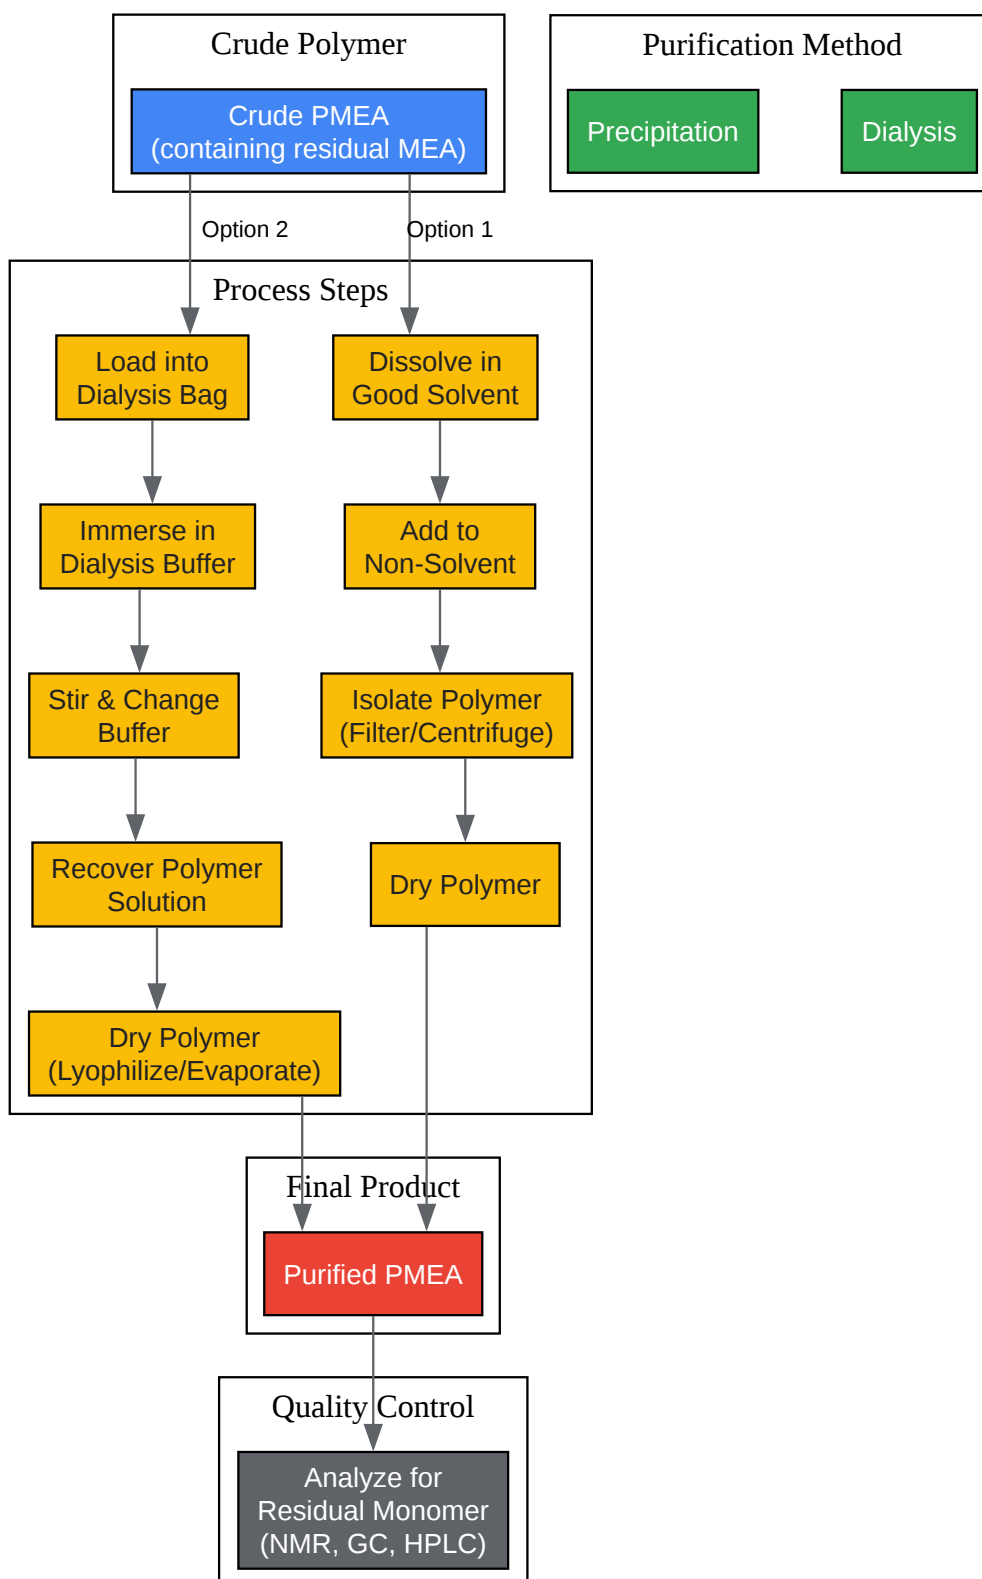 Crude Polymer
Purification Method
Crude PMEA
(containing residual MEA)
Precipitation
Dialysis
Option 2
Option 1
Process Steps
Load into
Dialysis Bag
Dissolve in
Good Solvent
Immerse in
Dialysis Buffer
Add to
Non-Solvent
Stir & Change
Buffer
Isolate Polymer
(Filter/Centrifuge)
Recover Polymer
Solution
Dry Polymer
Dry Polymer
(Lyophilize/Evaporate)
Final Product
Purified PMEA
Quality Control
Analyze for
Residual Monomer
(NMR, GC, HPLC)